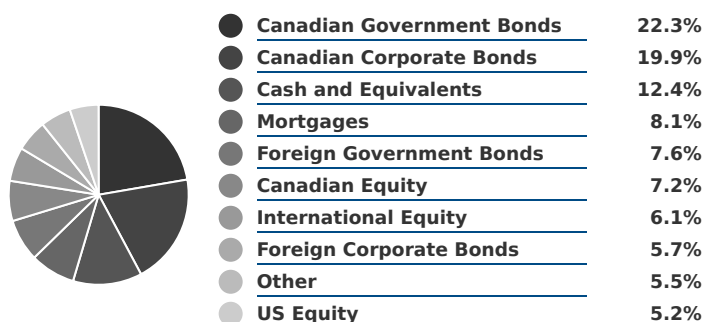 Canadian Government Bonds 22.3%
Canadian Corporate Bonds 19.9%
Cash and Equivalents 12.4%
Mortgages 8.1%
Foreign Government Bonds 7.6%
Canadian Equity 7.2%
International Equity 6.1%
Foreign Corporate Bonds 5.7%
Other 5.5%
US Equity 5.2%